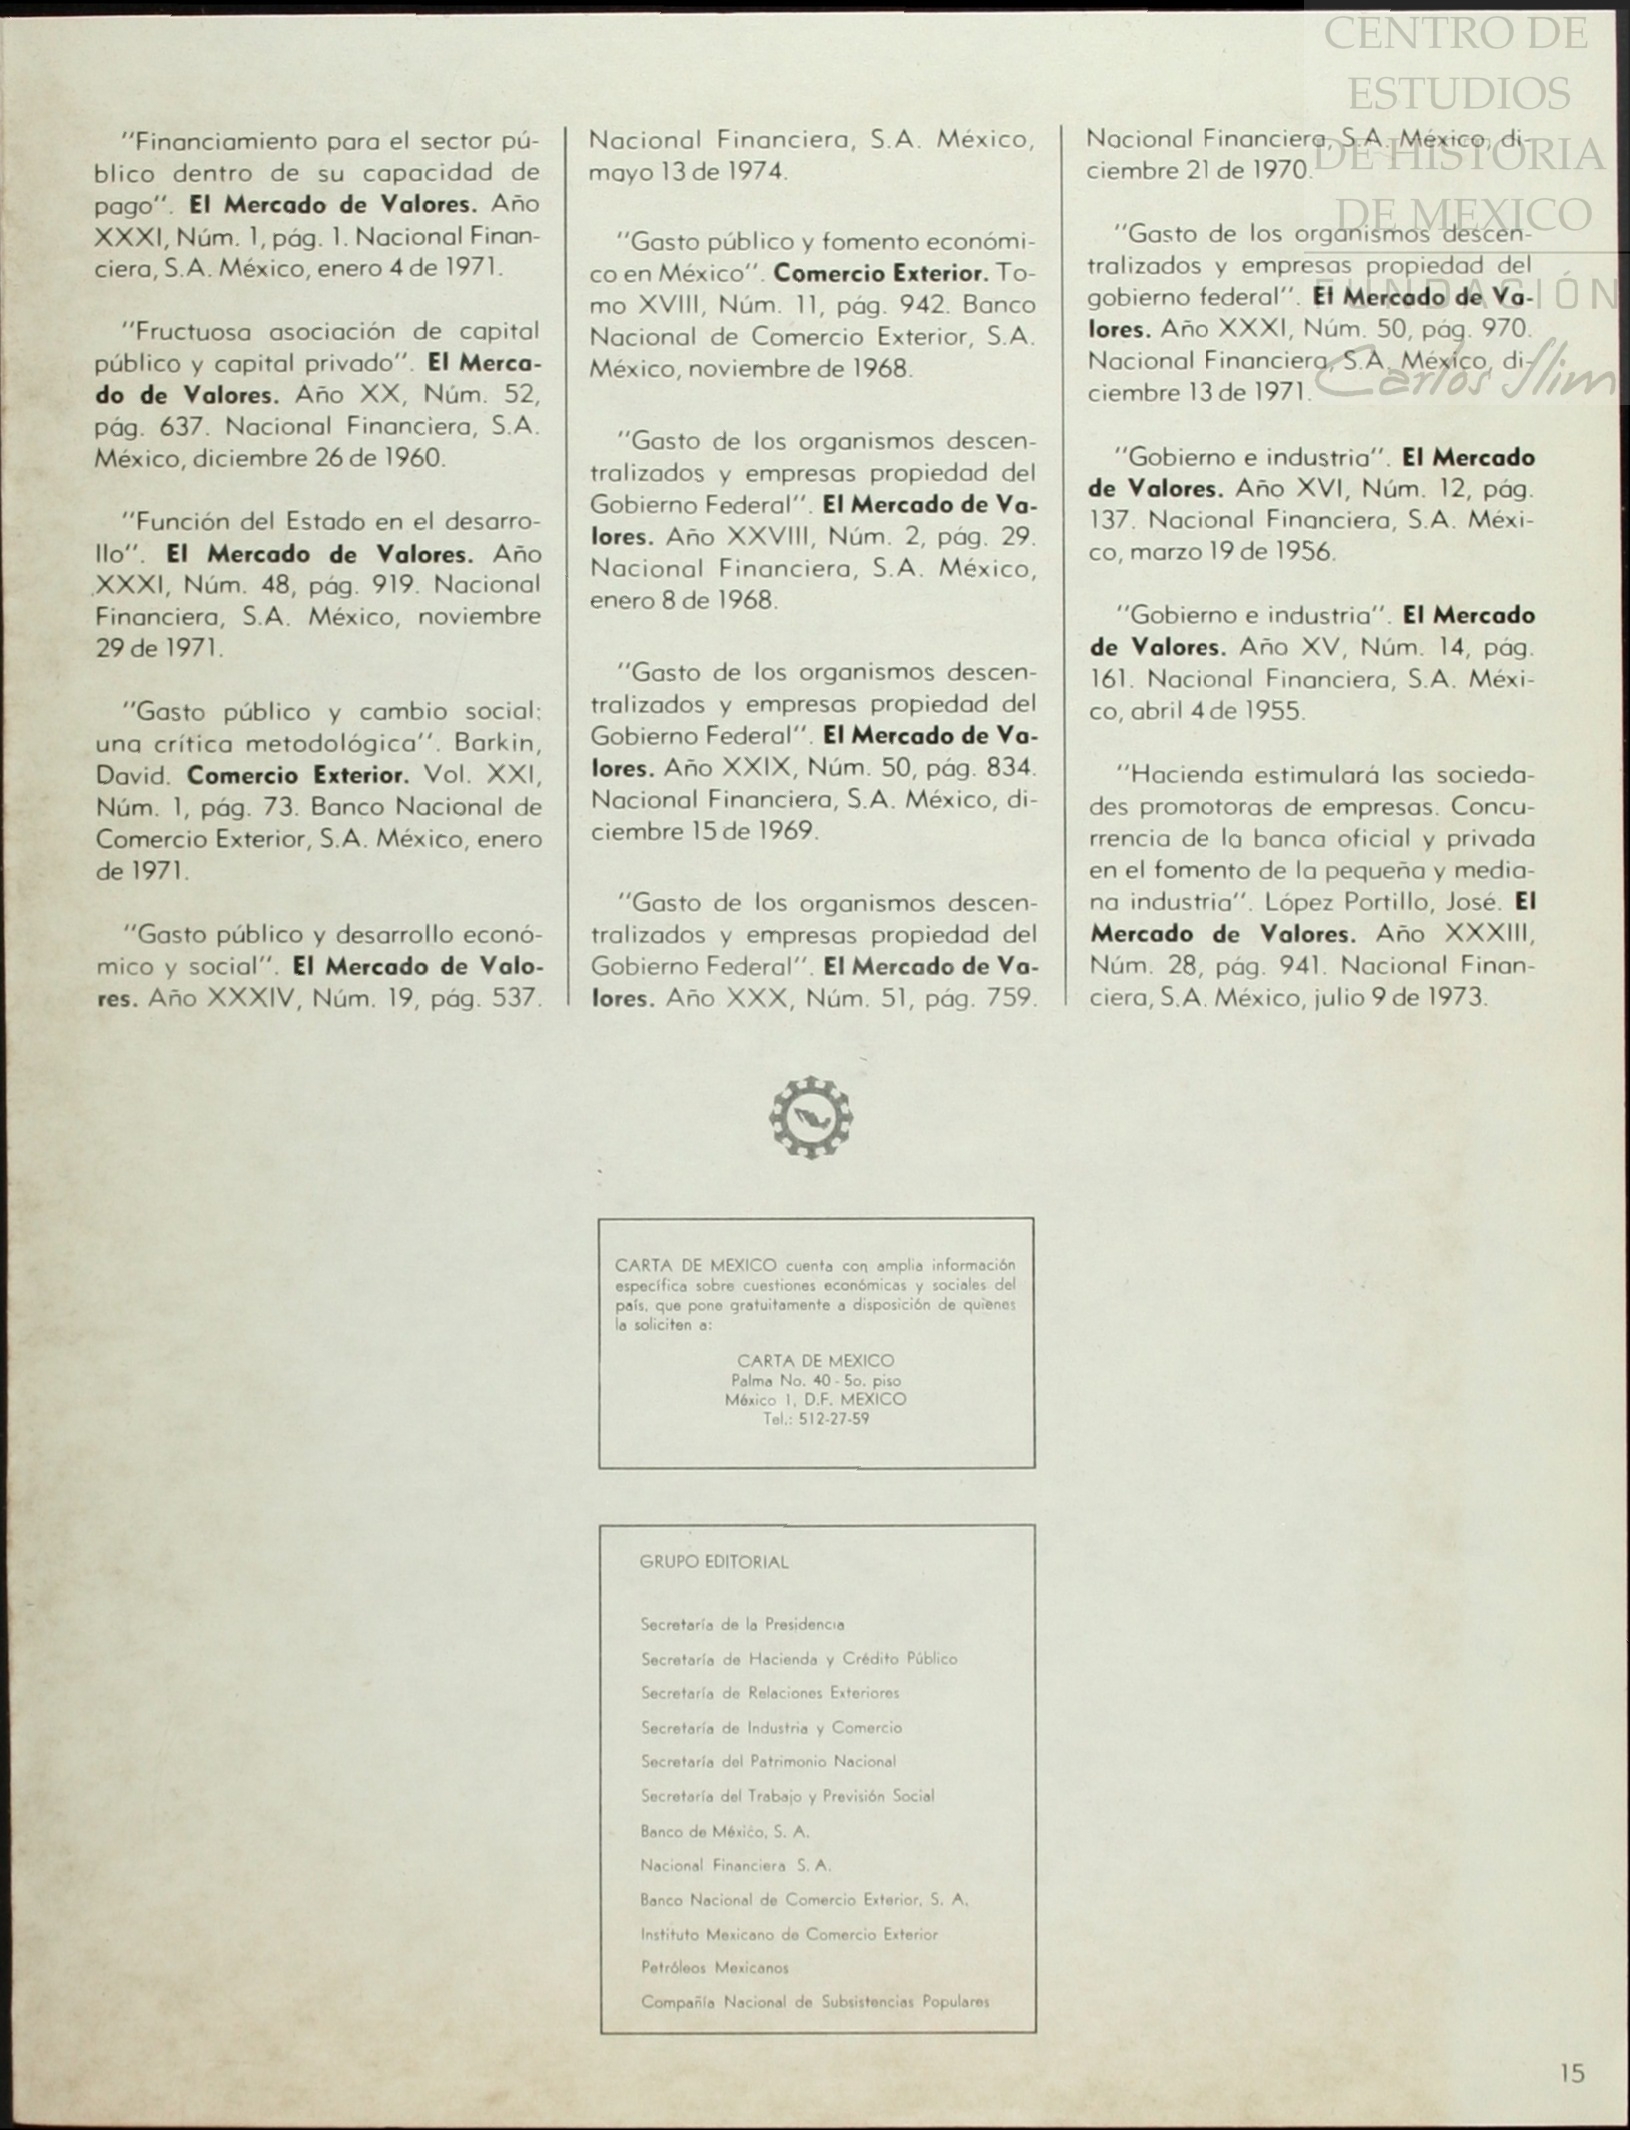 CENTRO DE
ESTUDIOS
DE HISTORIA
DE MEXICO
FUNDACIÓN
Carlos Slim
"Financiamiento para el sector pú-
blico dentro de su capacidad de
pago". El Mercado de Valores. Año
XXXI, Núm. 1, pág. 1. Nacional Finan-
ciera, S.A. México, enero 4 de 1971.
"Fructuosa asociación de capital
público y capital privado". El Merca-
do de Valores. Año XX, Núm. 52,
pág. 637. Nacional Financiera, S.A.
México, diciembre 26 de 1960.
"Función del Estado en el desarro-
llo". El Mercado de Valores. Año
XXXI, Núm. 48, pág. 919. Nacional
Financiera, S.A. México, noviembre
29 de 1971.
"Gasto público y cambio social:
una crítica metodológica". Barkin,
David. Comercio Exterior. Vol. XXI,
Núm. 1, pág. 73. Banco Nacional de
Comercio Exterior, S.A. México, enero
de 1971.
"Gasto público y desarrollo econó-
mico y social". El Mercado de Valo-
res. Año XXXIV, Núm. 19, pág. 537.
Nacional Financiera, S.A. México,
mayo 13 de 1974.
"Gasto público y fomento económi-
co en México". Comercio Exterior. To-
mo XVIII, Núm. 11, pág. 942. Banco
Nacional de Comercio Exterior, S.A.
México, noviembre de 1968.
"Gasto de los organismos descen-
tralizados y empresas propiedad del
Gobierno Federal". El Mercado de Va-
lores. Año XXVIII, Núm. 2, pág. 29.
Nacional Financiera, S.A. México,
enero 8 de 1968.
"Gasto de los organismos descen-
tralizados y empresas propiedad del
Gobierno Federal". El Mercado de Va-
lores. Año XXIX, Núm. 50, pág. 834.
Nacional Financiera, S.A. México, di-
ciembre 15 de 1969.
"Gasto de los organismos descen-
tralizados y empresas propiedad del
Gobierno Federal". El Mercado de Va-
lores. Año XXX, Núm. 51, pág. 759.
Nacional Financiera, S.A. México, di-
ciembre 21 de 1970.
"Gasto de los organismos descen-
tralizados y empresas propiedad del
gobierno federal". El Mercado de Va-
lores. Año XXXI, Núm. 50, pág. 970.
Nacional Financiera, S.A. México, di-
ciembre 13 de 1971.
"Gobierno e industria". El Mercado
de Valores. Año XVI, Núm. 12, pág.
137. Nacional Financiera, S.A. Méxi-
co, marzo 19 de 1956.
"Gobierno e industria". El Mercado
de Valores. Año XV, Núm. 14, pág.
161. Nacional Financiera, S.A. Méxi-
co, abril 4 de 1955.
"Hacienda estimulará las socieda-
des promotoras de empresas. Concu-
rrencia de la banca oficial y privada
en el fomento de la pequeña y media-
na industria". López Portillo, José. El
Mercado de Valores. Año XXXIII,
Núm. 28, pág. 941. Nacional Finan-
ciera, S.A. México, julio 9 de 1973.
CARTA DE MEXICO cuenta con amplia información
específica sobre cuestiones económicas y sociales del
país, que pone gratuitamente a disposición de quienes
la soliciten a:
CARTA DE MEXICO
Palma No. 40 - 5o. piso
México 1, D.F. MEXICO
Tel.: 512-27-59
GRUPO EDITORIAL
Secretaría de la Presidencia
Secretaría de Hacienda y Crédito Público
Secretaría de Relaciones Exteriores
Secretaría de Industria y Comercio
Secretaría del Patrimonio Nacional
Secretaría del Trabajo y Previsión Social
Banco de México, S. A.
Nacional Financiera S. A.
Banco Nacional de Comercio Exterior, S. A.
Instituto Mexicano de Comercio Exterior
Petróleos Mexicanos
Compañía Nacional de Subsistencias Populares
15